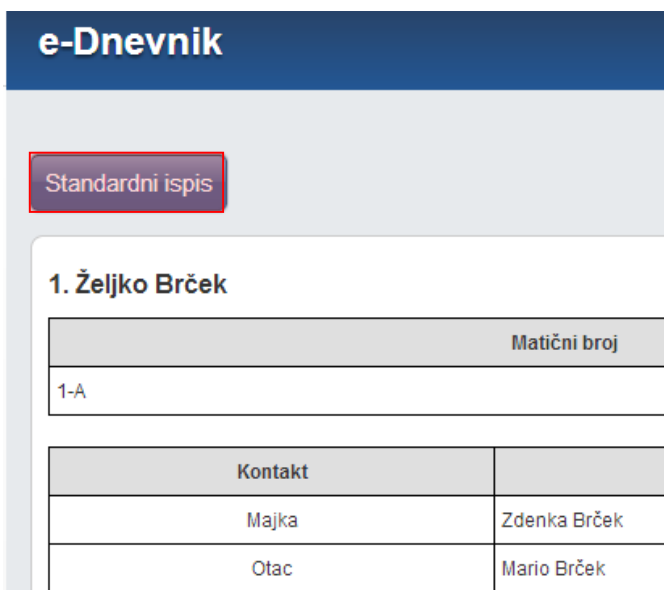 e-Dnevnik
Standardni ispis
1. Željko Brček
Matični broj
1-A
Kontakt
Majka Zdenka Brček
Otac Mario Brček